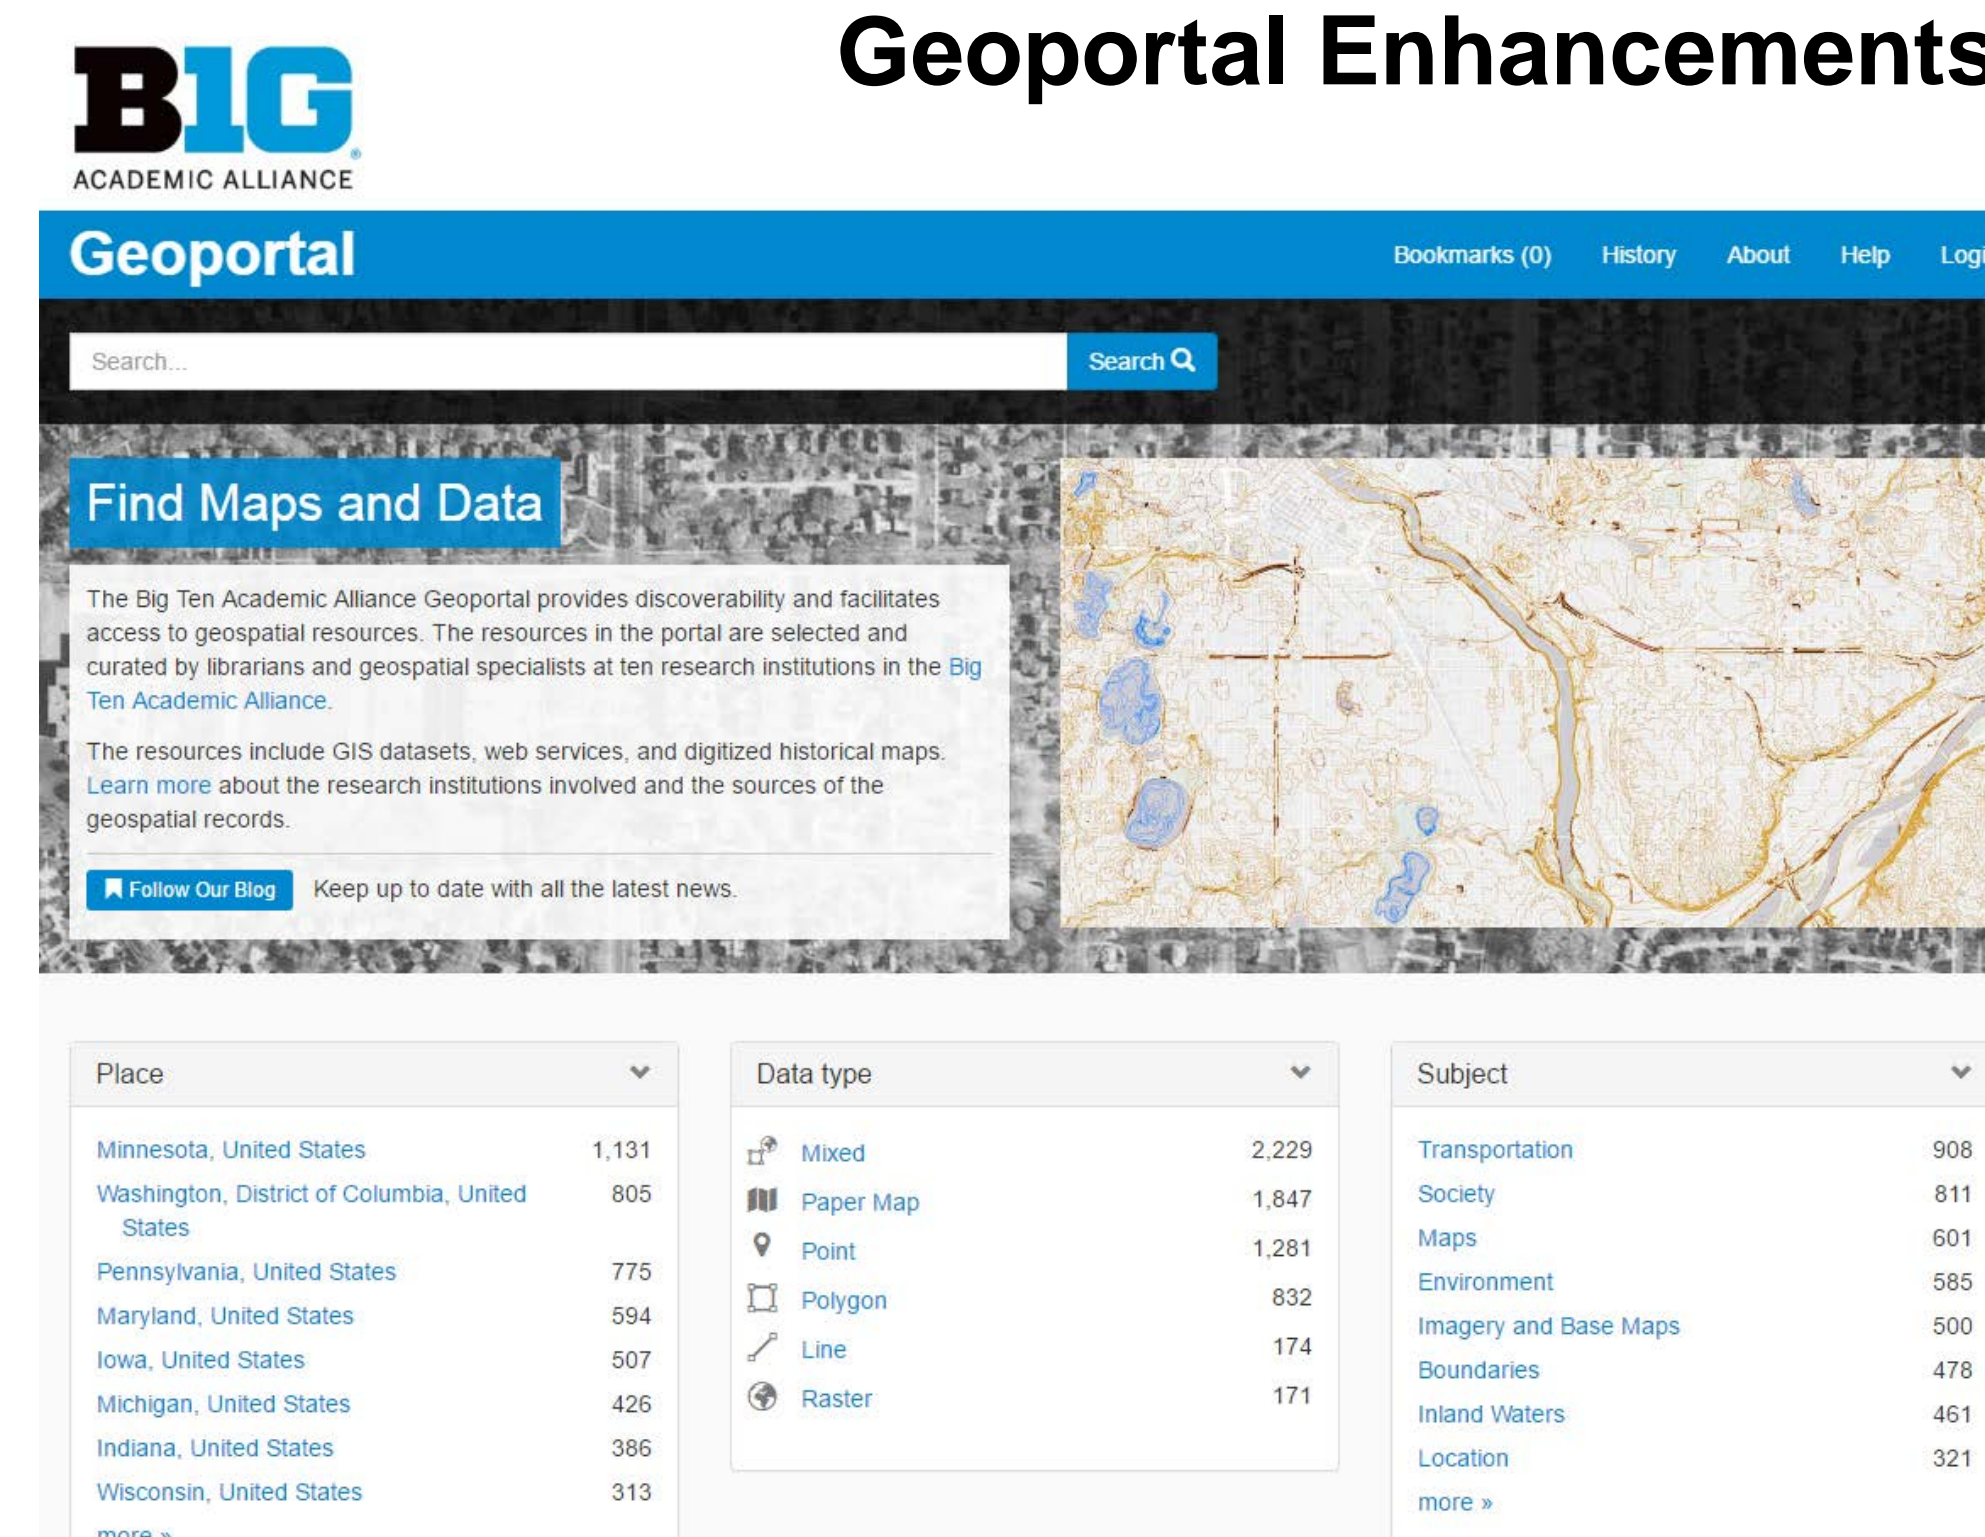 Geoportal Enhancements
B1G
ACADEMIC ALLIANCE
Geoportal
Bookmarks (0) History About Help Logi
Search...
Search
Find Maps and Data
The Big Ten Academic Alliance Geoportal provides discoverability and facilitates
access to geospatial resources. The resources in the portal are selected and
curated by librarians and geospatial specialists at ten research institutions in the Big
Ten Academic Alliance.
The resources include GIS datasets, web services, and digitized historical maps.
Learn more about the research institutions involved and the sources of the
geospatial records.
Follow Our Blog Keep up to date with all the latest news.
Place
Minnesota, United States 1,131
Washington, District of Columbia, United 805
States
Pennsylvania, United States 775
Maryland, United States 594
Iowa, United States 507
Michigan, United States 426
Indiana, United States 386
Wisconsin, United States 313
more »
Data type
Mixed 2,229
Paper Map 1,847
Point 1,281
Polygon 832
Line 174
Raster 171
Subject
Transportation 908
Society 811
Maps 601
Environment 585
Imagery and Base Maps 500
Boundaries 478
Inland Waters 461
Location 321
more »